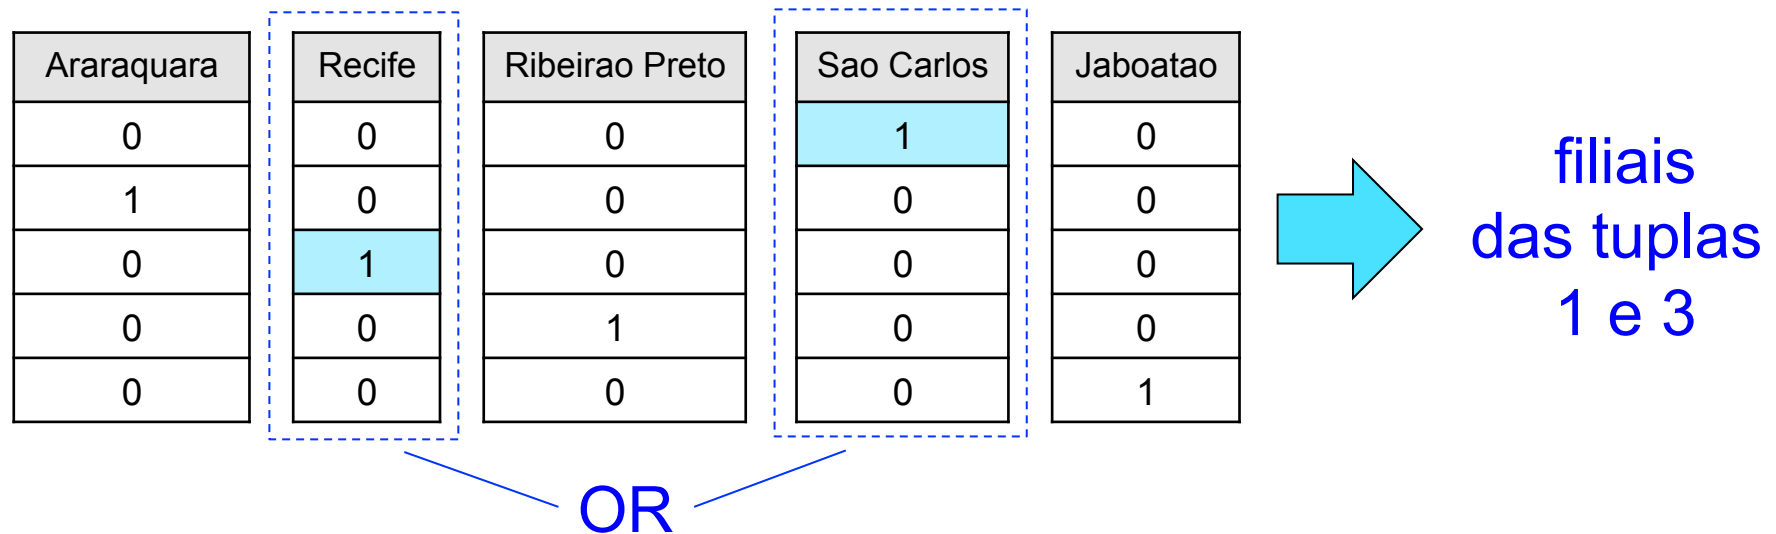 Araraquara Recife Ribeirao Preto Sao Carlos Jaboatao
0 0 0 1 0
1 0 0 0 0
0 1 0 0 0
0 0 1 0 0
0 0 0 0 1
filiais
das tuplas
1 e 3
OR